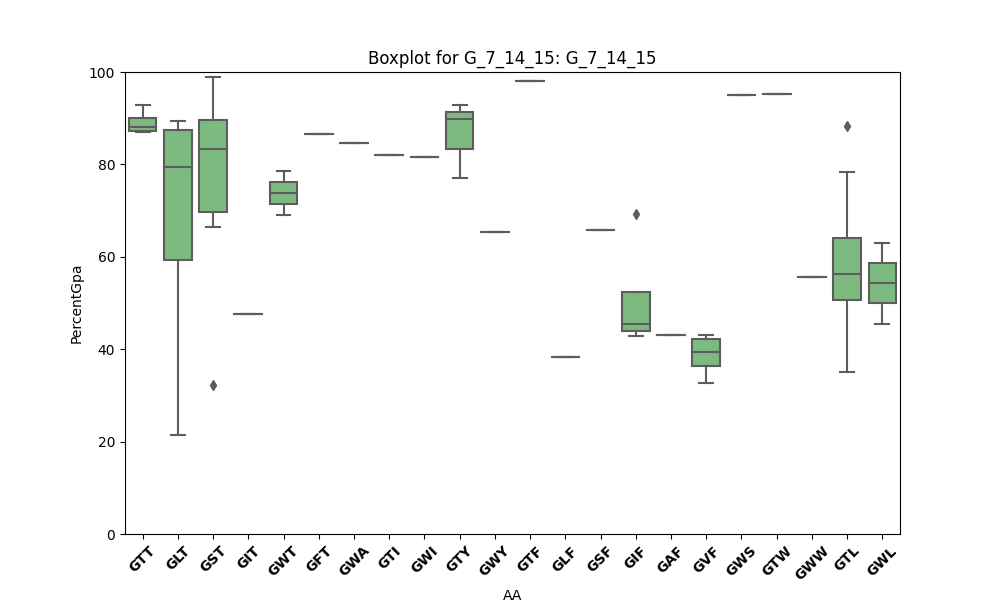 Boxplot for G_7_14_15: G_7_14_15
100
80
60
40
20
0
PercentGpa
GTT GLT GST GIT GWT GFT GWA GTI GWI GTY GWY GTF GLF GSF GIF GAF GVF GWS GTW GWW GTL GWL
AA